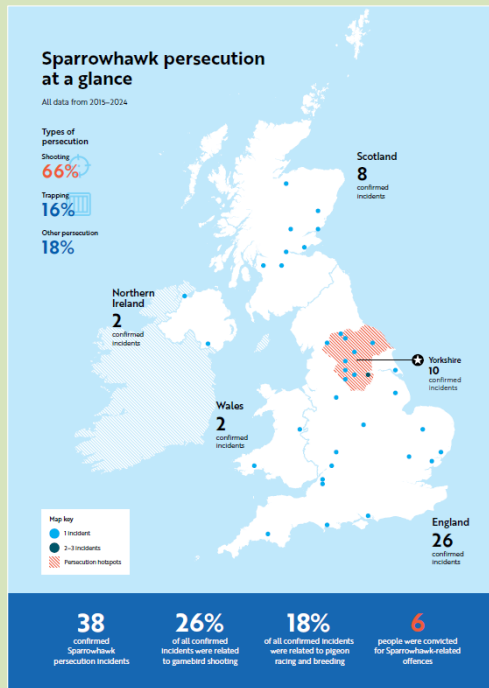 Sparrowhawk persecution
at a glance
All data from 2015–2024
Types of
persecution
Shooting
66%
Trapping
16%
Other persecution
18%
Scotland
8
confirmed
incidents
Northern
Ireland
2
confirmed
incidents
Yorkshire
10
confirmed
incidents
Wales
2
confirmed
incidents
England
26
confirmed
incidents
Map key
1 incident
2–3 incidents
Persecution hotspots
38
confirmed
Sparrowhawk
persecution incidents
26%
of all confirmed
incidents were related
to gamebird shooting
18%
of all confirmed incidents
were related to pigeon
racing and breeding
6
people were convicted
for Sparrowhawk-related
offences